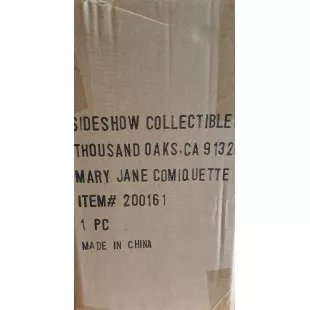 SIDESHOW COLLECTIBLE
THOUSAND OAKS, CA 9132
MARY JANE COMIQUETTE
ITEM# 200161
1 PC
MADE IN CHINA